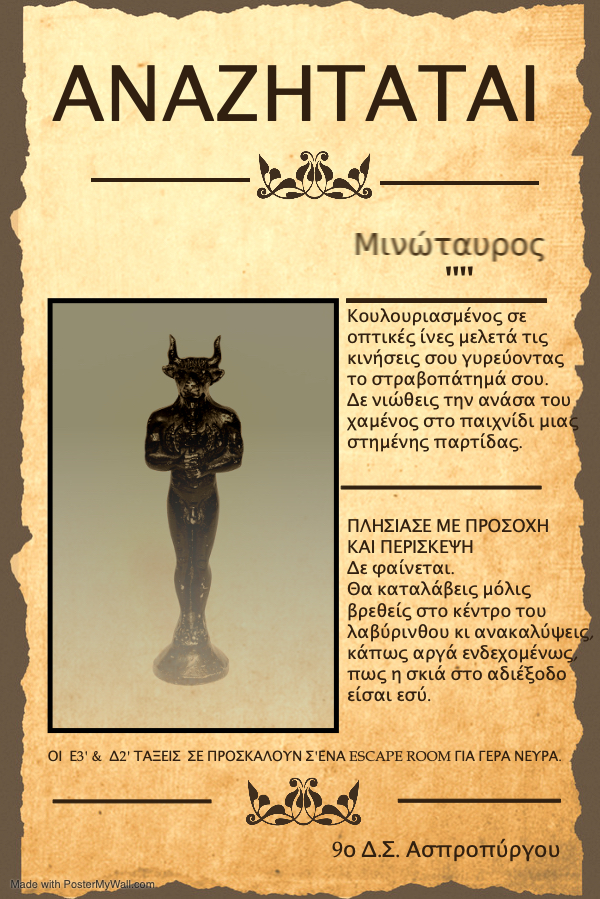 ΑΝΑΖΗΤΑΤΑΙ
Μινώταυρος
""
Κουλουριασμένος σε
οπτικές ίνες μελετά τις
κινήσεις σου γυρεύοντας
το στραβοπάτημά σου.
Δε νιώθεις την ανάσα του
χαμένος στο παιχνίδι μιας
στημένης παρτίδας.
ΠΛΗΣΙΑΣΕ ΜΕ ΠΡΟΣΟΧΗ
ΚΑΙ ΠΕΡΙΣΚΕΨΗ
Δε φαίνεται.
Θα καταλάβεις μόλις
βρεθείς στο κέντρο του
λαβύρινθου κι ανακαλύψεις,
κάπως αργά ενδεχομένως,
πως η σκιά στο αδιέξοδο
είσαι εσύ.
ΟΙ Ε3' & Δ2' ΤΑΞΕΙΣ ΣΕ ΠΡΟΣΚΑΛΟΥΝ Σ'ΕΝΑ ESCAPE ROOM ΓΙΑ ΓΕΡΑ ΝΕΥΡΑ.
9ο Δ.Σ. Ασπροπύργου
Made with PosterMyWall.com